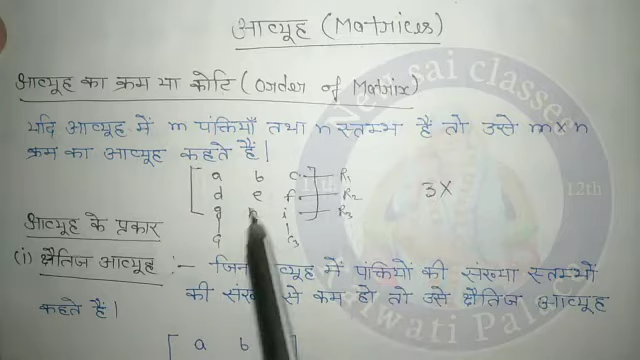 आव्यूह (Matrices)
आव्यूह का क्रम या कोटि (Order of Matrix)
यदि आव्यूह में m पंक्तियाँ तथा n स्तम्भ हैं तो उसे m×n
क्रम का आव्यूह कहते हैं।
a b c R₁
d e f R₂ 3×
g i R₃
C₁ C₃
आव्यूह के प्रकार
(i) क्षैतिज आव्यूह :- में पंक्तियों की संख्या स्तम्भों
की से कम हो तो उसे क्षैतिज आव्यूह
कहते हैं।
a b